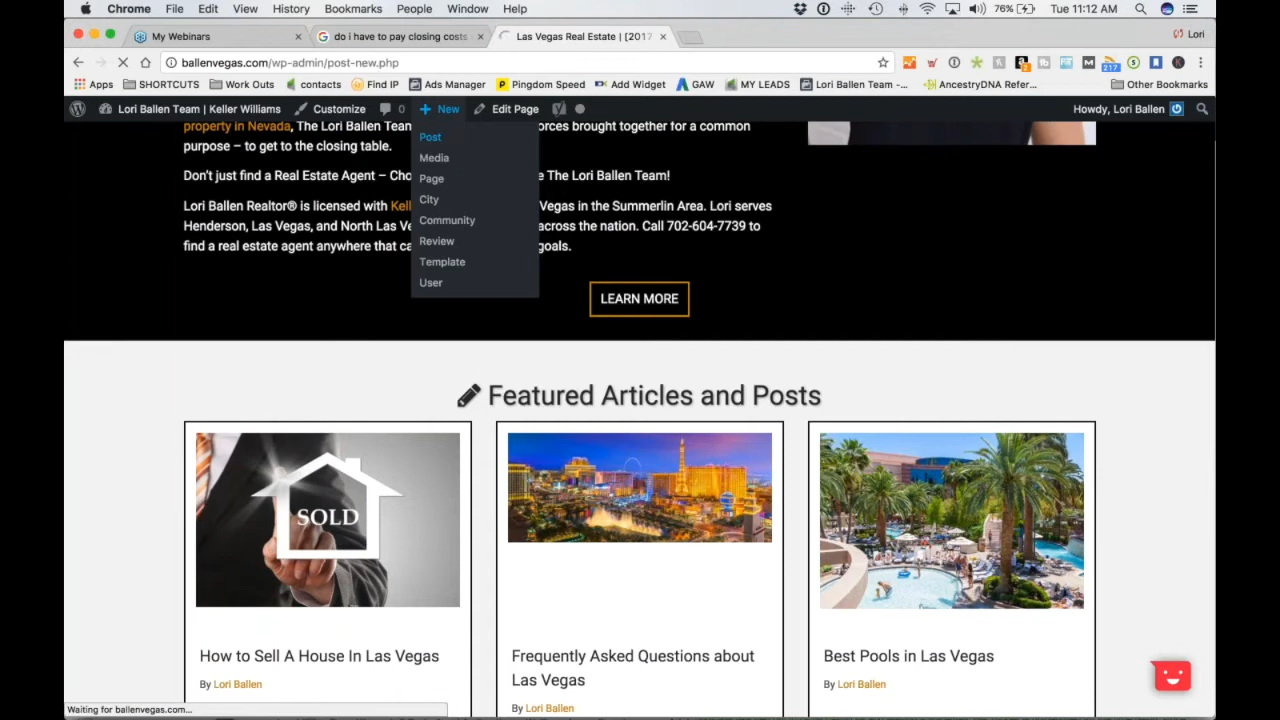 Chrome File Edit View History Bookmarks People Window Help 76% Tue 11:12 AM
My Webinars do i have to pay closing costs Las Vegas Real Estate | [2017 Lori
ballenvegas.com/wp-admin/post-new.php
Apps SHORTCUTS Work Outs contacts Find IP Ads Manager Pingdom Speed Add Widget GAW MY LEADS Lori Ballen Team -... AncestryDNA Refer... Other Bookmarks
Lori Ballen Team | Keller Williams Customize 0 New Edit Page Howdy, Lori Ballen
property in Nevada, The Lori Ballen Team orces brought together for a common
purpose – to get to the closing table.
Don't just find a Real Estate Agent – Cho e The Lori Ballen Team!
Lori Ballen Realtor® is licensed with Kell Vegas in the Summerlin Area. Lori serves
Henderson, Las Vegas, and North Las Ve across the nation. Call 702-604-7739 to
find a real estate agent anywhere that ca goals.
Post
Media
Page
City
Community
Review
Template
User
LEARN MORE
Featured Articles and Posts
SOLD
How to Sell A House In Las Vegas
By Lori Ballen
Frequently Asked Questions about
Las Vegas
By Lori Ballen
Best Pools in Las Vegas
By Lori Ballen
Waiting for ballenvegas.com...